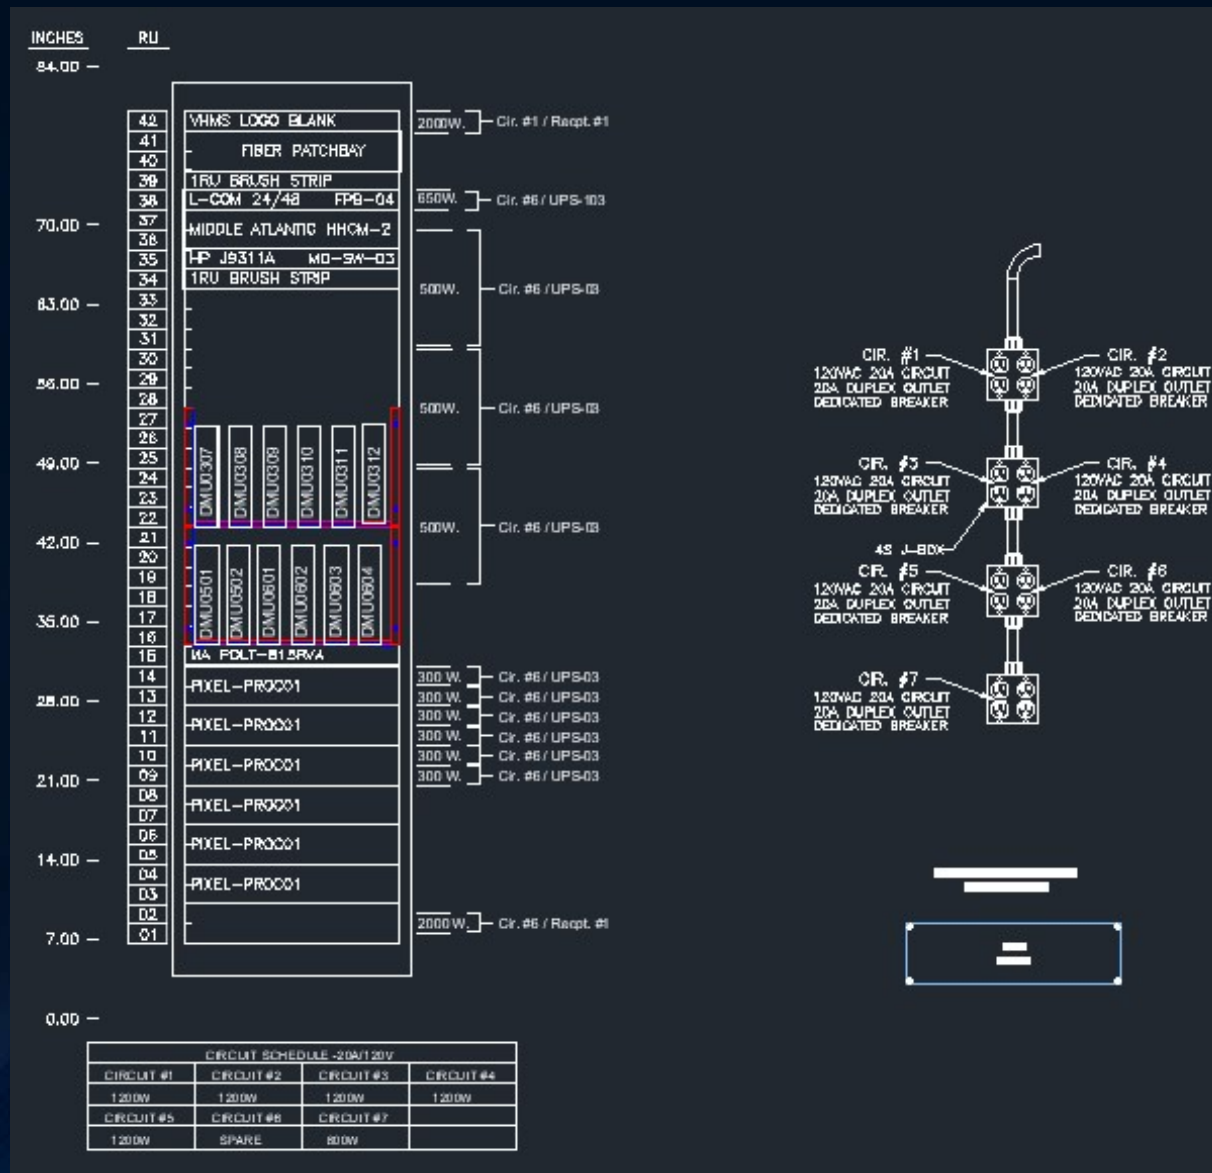 INCHES RU
84.00
70.00
63.00
56.00
49.00
42.00
35.00
28.00
21.00
14.00
7.00
0.00
42 VHMS LOGO BLANK 2000W. Cir. #1 / Recpt. #1
41
40 FIBER PATCHBAY
39 1RU BRUSH STRIP
38 L-COM 24/48 FPB-04 650W. Cir. #6 / UPS-103
37
36 MIDDLE ATLANTIC HHCM-2
35 HP J9311A MD-SW-03
34 1RU BRUSH STRIP
33 500W. Cir. #6 / UPS-03
32
31
30
29
28
27 500W. Cir. #6 / UPS-03
26
25
24
23
22
DMU0307 DMU0308 DMU0309 DMU0310 DMU0311 DMU0312
21 500W. Cir. #6 / UPS-03
20
19
18
17
16
DMU0501 DMU0502 DMU0601 DMU0602 DMU0603 DMU0604
15
14 PIXEL-PROC01 300 W. Cir. #6 / UPS-03
13 300 W. Cir. #6 / UPS-03
12 PIXEL-PROC01 300 W. Cir. #6 / UPS-03
11 300 W. Cir. #6 / UPS-03
10 PIXEL-PROC01 300 W. Cir. #6 / UPS-03
09 300 W. Cir. #6 / UPS-03
08 PIXEL-PROC01
07
06 PIXEL-PROC01
05
04 PIXEL-PROC01
03
02 2000 W. Cir. #6 / Recpt. #1
01
CIR. #1
120VAC 20A CIRCUIT
20A DUPLEX OUTLET
DEDICATED BREAKER
CIR. #2
120VAC 20A CIRCUIT
20A DUPLEX OUTLET
DEDICATED BREAKER
CIR. #3
120VAC 20A CIRCUIT
20A DUPLEX OUTLET
DEDICATED BREAKER
CIR. #4
120VAC 20A CIRCUIT
20A DUPLEX OUTLET
DEDICATED BREAKER
4S J-BOX
CIR. #5
120VAC 20A CIRCUIT
20A DUPLEX OUTLET
DEDICATED BREAKER
CIR. #6
120VAC 20A CIRCUIT
20A DUPLEX OUTLET
DEDICATED BREAKER
CIR. #7
120VAC 20A CIRCUIT
20A DUPLEX OUTLET
DEDICATED BREAKER
CIRCUIT SCHEDULE -20A/120V
CIRCUIT #1 CIRCUIT #2 CIRCUIT #3 CIRCUIT #4
1200W 1200W 1200W 1200W
CIRCUIT #5 CIRCUIT #6 CIRCUIT #7
1200W SPARE 800W